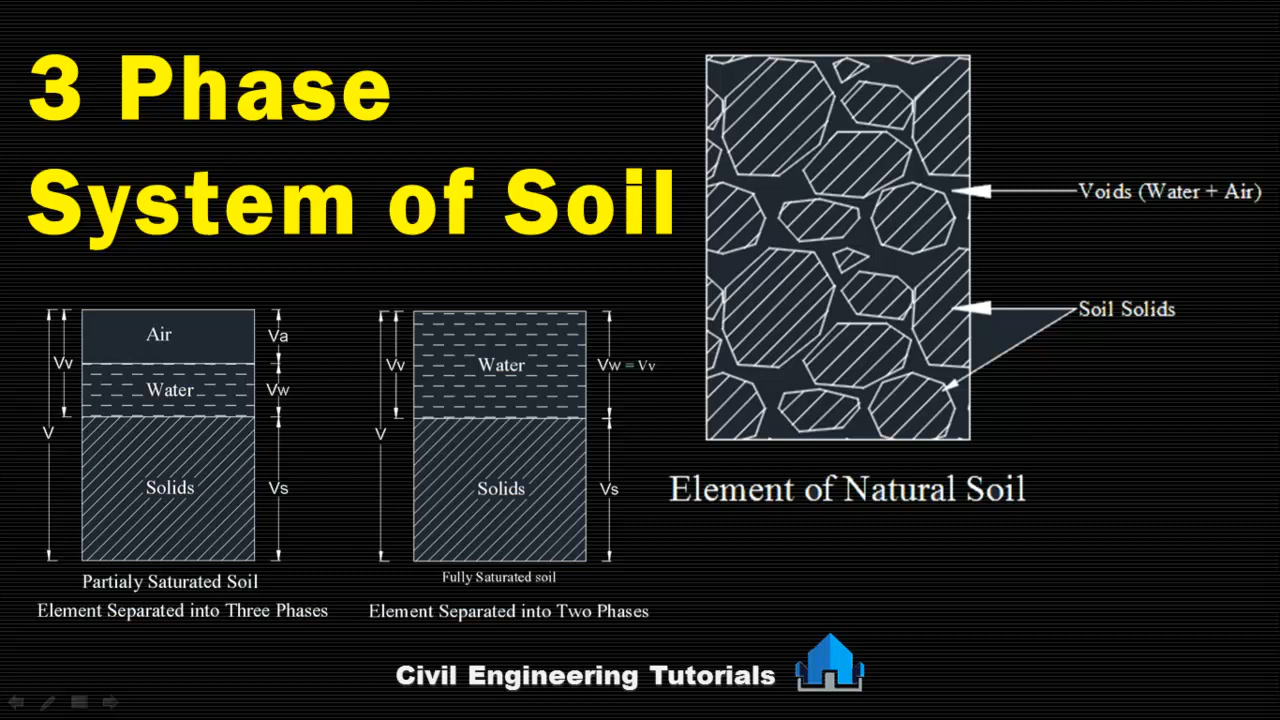 3 Phase
System of Soil
Voids (Water + Air)
Soil Solids
Element of Natural Soil
Air
Water
Solids
Vv
V
Va
Vw
Vs
Partialy Saturated Soil
Element Separated into Three Phases
Water
Solids
Vv
V
Vw = Vv
Vs
Fully Saturated soil
Element Separated into Two Phases
Civil Engineering Tutorials